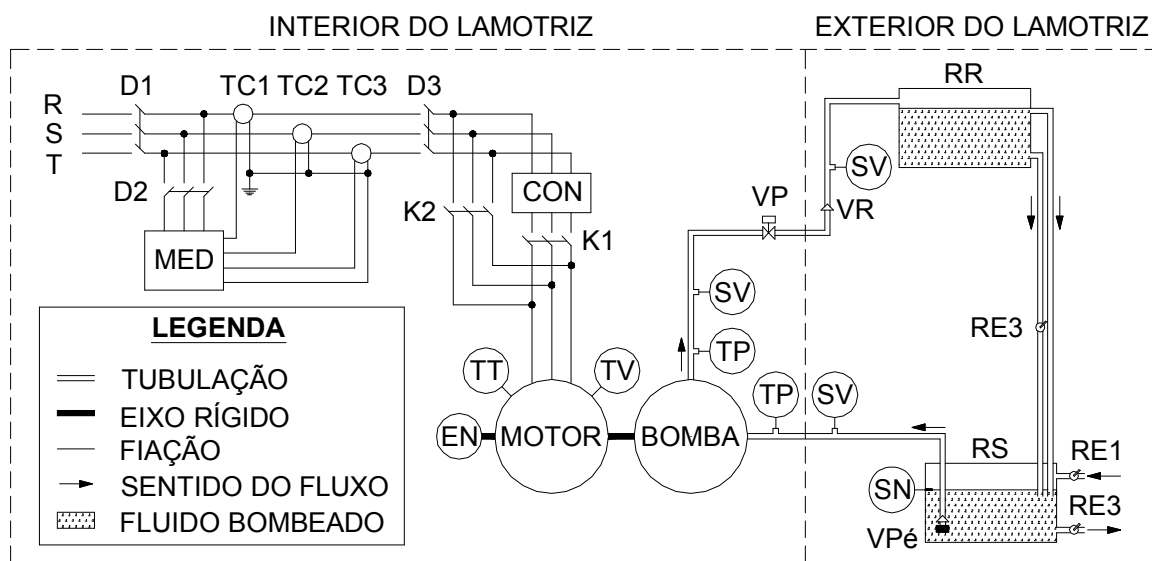 INTERIOR DO LAMOTRIZ
EXTERIOR DO LAMOTRIZ
D1
TC1 TC2 TC3
D3
RR
R
S
T
D2
SV
K2
CON
VP
VR
MED
K1
SV
RE3
LEGENDA
TUBULAÇÃO
EIXO RÍGIDO
FIAÇÃO
SENTIDO DO FLUXO
FLUIDO BOMBEADO
TT
TV
TP
EN
MOTOR
BOMBA
TP
SV
RS
RE1
SN
RE3
VPé